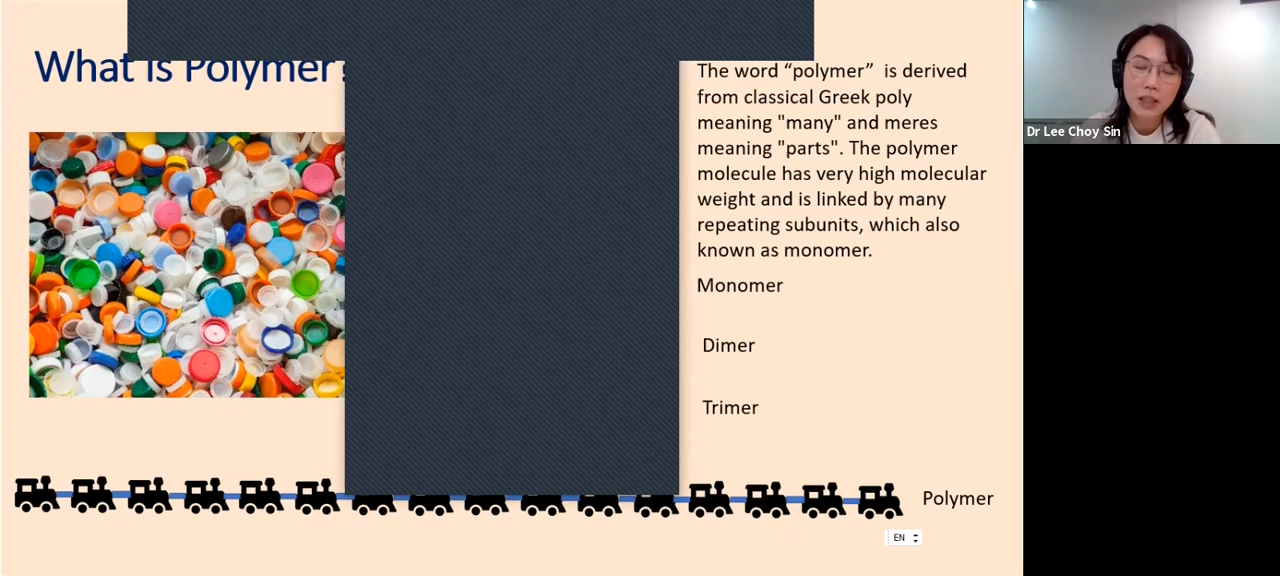 What is Polymer?
The word “polymer” is derived
from classical Greek poly
meaning "many" and meres
meaning "parts". The polymer
molecule has very high molecular
weight and is linked by many
repeating subunits, which also
known as monomer.
Monomer
Dimer
Trimer
Polymer
EN
Dr Lee Choy Sin